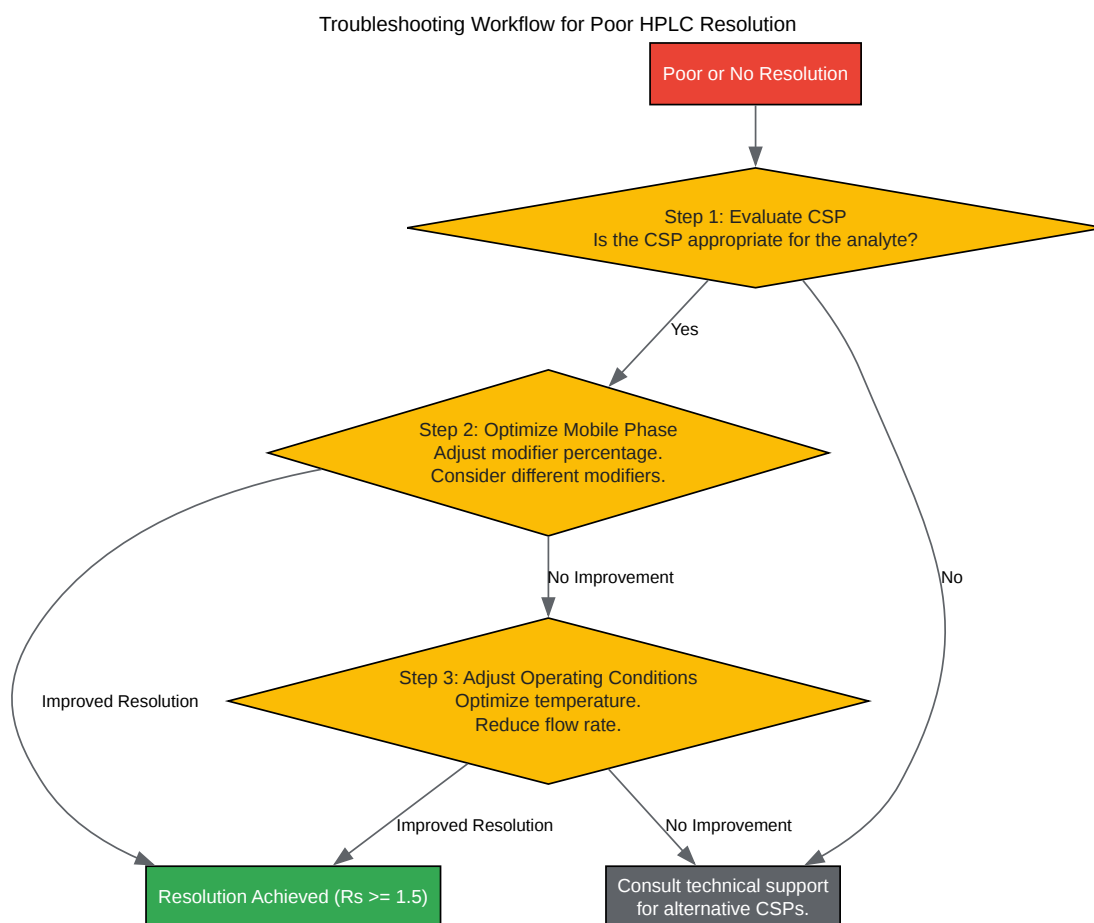 Troubleshooting Workflow for Poor HPLC Resolution
Poor or No Resolution
Step 1: Evaluate CSP
Is the CSP appropriate for the analyte?
Yes
Step 2: Optimize Mobile Phase
Adjust modifier percentage.
Consider different modifiers.
No Improvement
No
Step 3: Adjust Operating Conditions
Optimize temperature.
Reduce flow rate.
Improved Resolution
Improved Resolution
No Improvement
Resolution Achieved (Rs >= 1.5)
Consult technical support
for alternative CSPs.